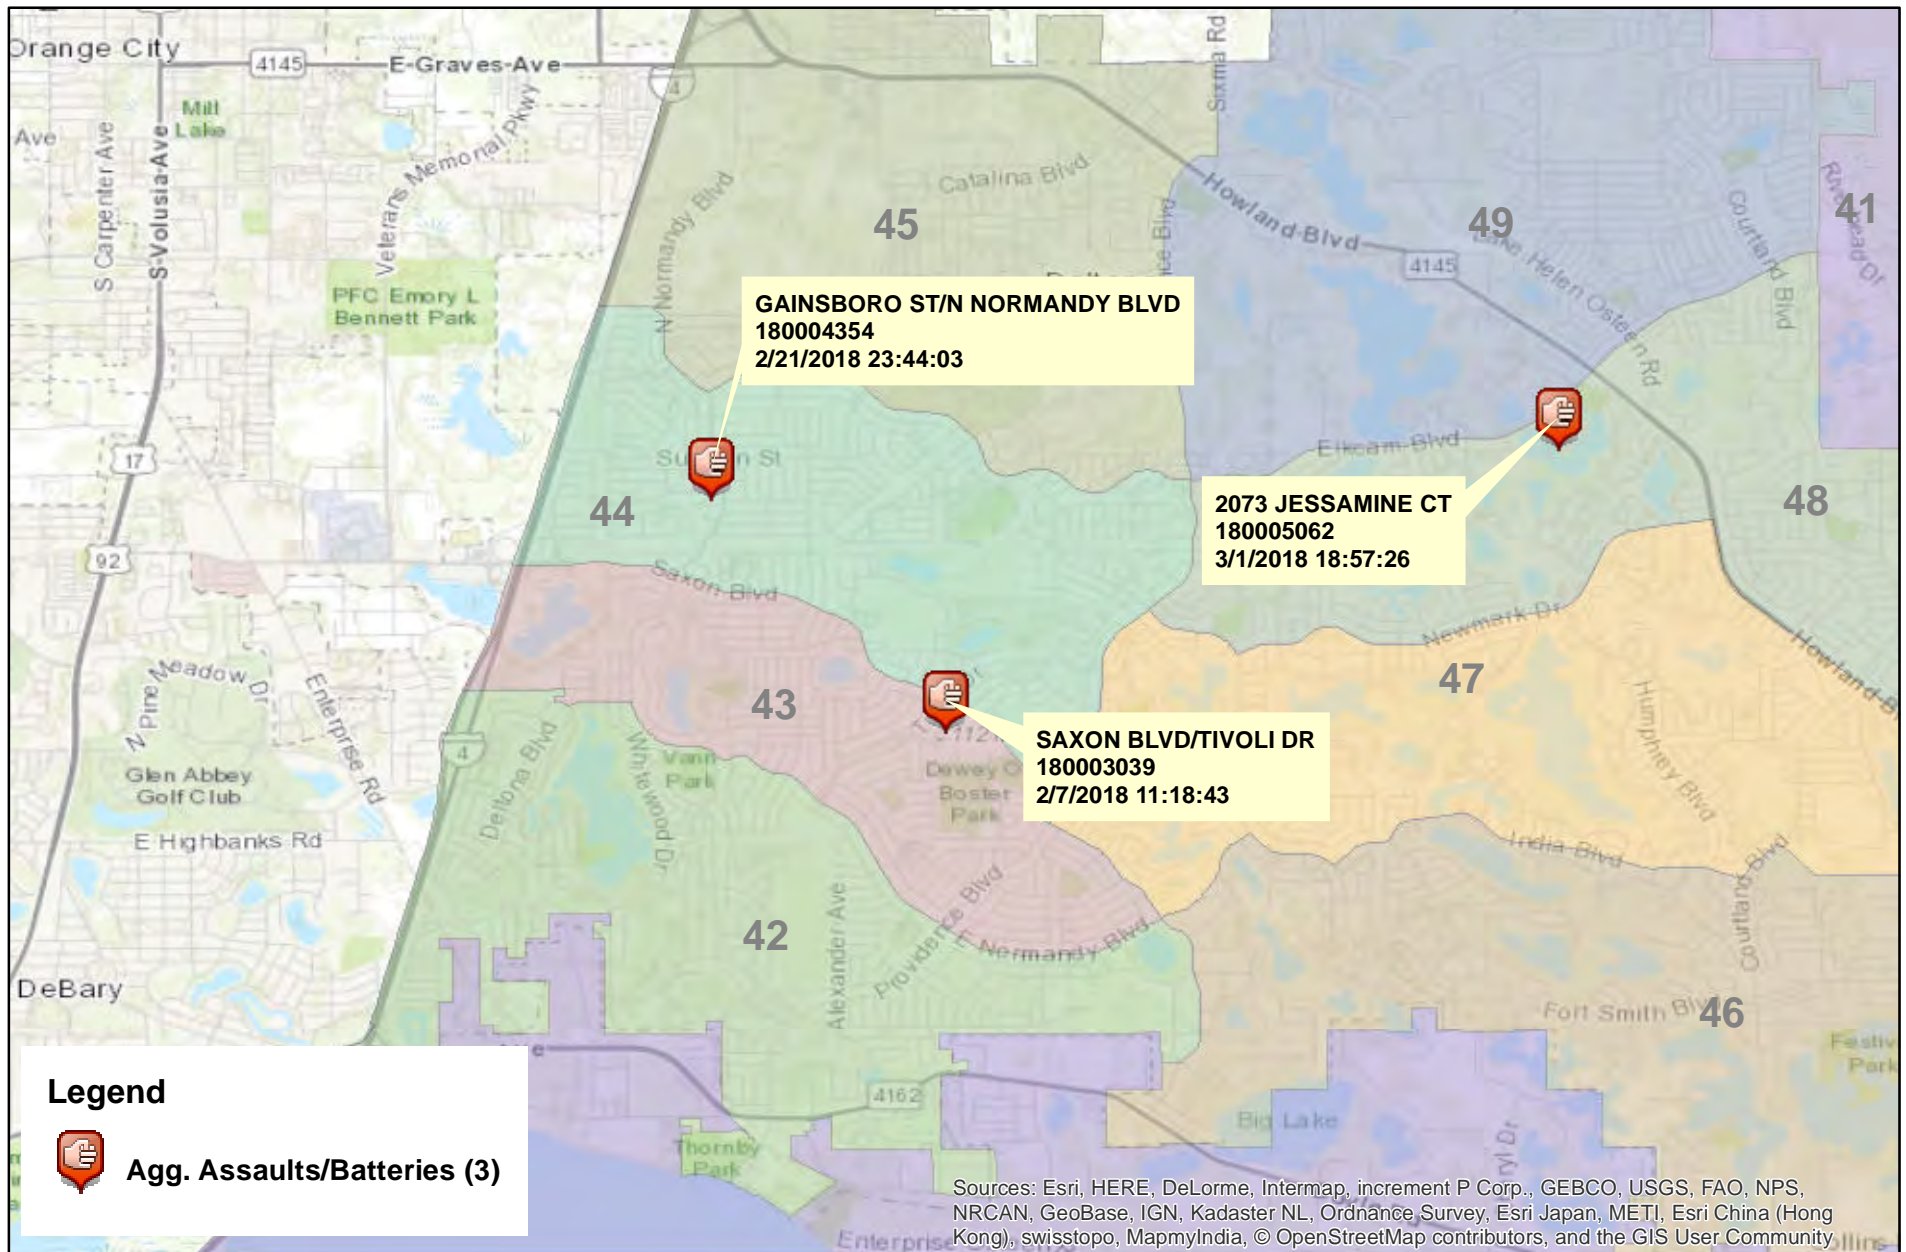 Orange City
4145
E-Graves-Ave
4
Sixma Rd
Mill
Lake
Ave
S Carpenter Ave
S-Volusia-Ave
Veterans Memorial Pkwy
N Normandy Blvd
Catalina Blvd
45
Howland-Blvd
49
Courtland Blvd
41
4145
Lake Helen Osteen Rd
PFC Emory L
Bennett Park
GAINSBORO ST/N NORMANDY BLVD
180004354
2/21/2018 23:44:03
17
44
Elkcam-Blvd
2073 JESSAMINE CT
180005062
3/1/2018 18:57:26
48
92
Saxon Blvd
Newmark Dr
Howland-B
47
43
Humphrey Blvd
N Pine Meadow Dr
Enterprise Rd
4
Deltona Blvd
Whitewood Dr
Vann
Park
SAXON BLVD/TIVOLI DR
180003039
2/7/2018 11:18:43
Dewey O
Boster
Park
Glen Abbey
Golf Club
E Highbanks Rd
India Blvd
Courtland Blvd
42
Alexander Ave
Providence Blvd
E Normandy Blvd
DeBary
Fort Smith Blvd
46
Park
4162
Big Lake
Thornby
Park
Legend
Agg. Assaults/Batteries (3)
Enterprise
Sources: Esri, HERE, DeLorme, Intermap, increment P Corp., GEBCO, USGS, FAO, NPS,
NRCAN, GeoBase, IGN, Kadaster NL, Ordnance Survey, Esri Japan, METI, Esri China (Hong
Kong), swisstopo, MapmyIndia, © OpenStreetMap contributors, and the GIS User Community